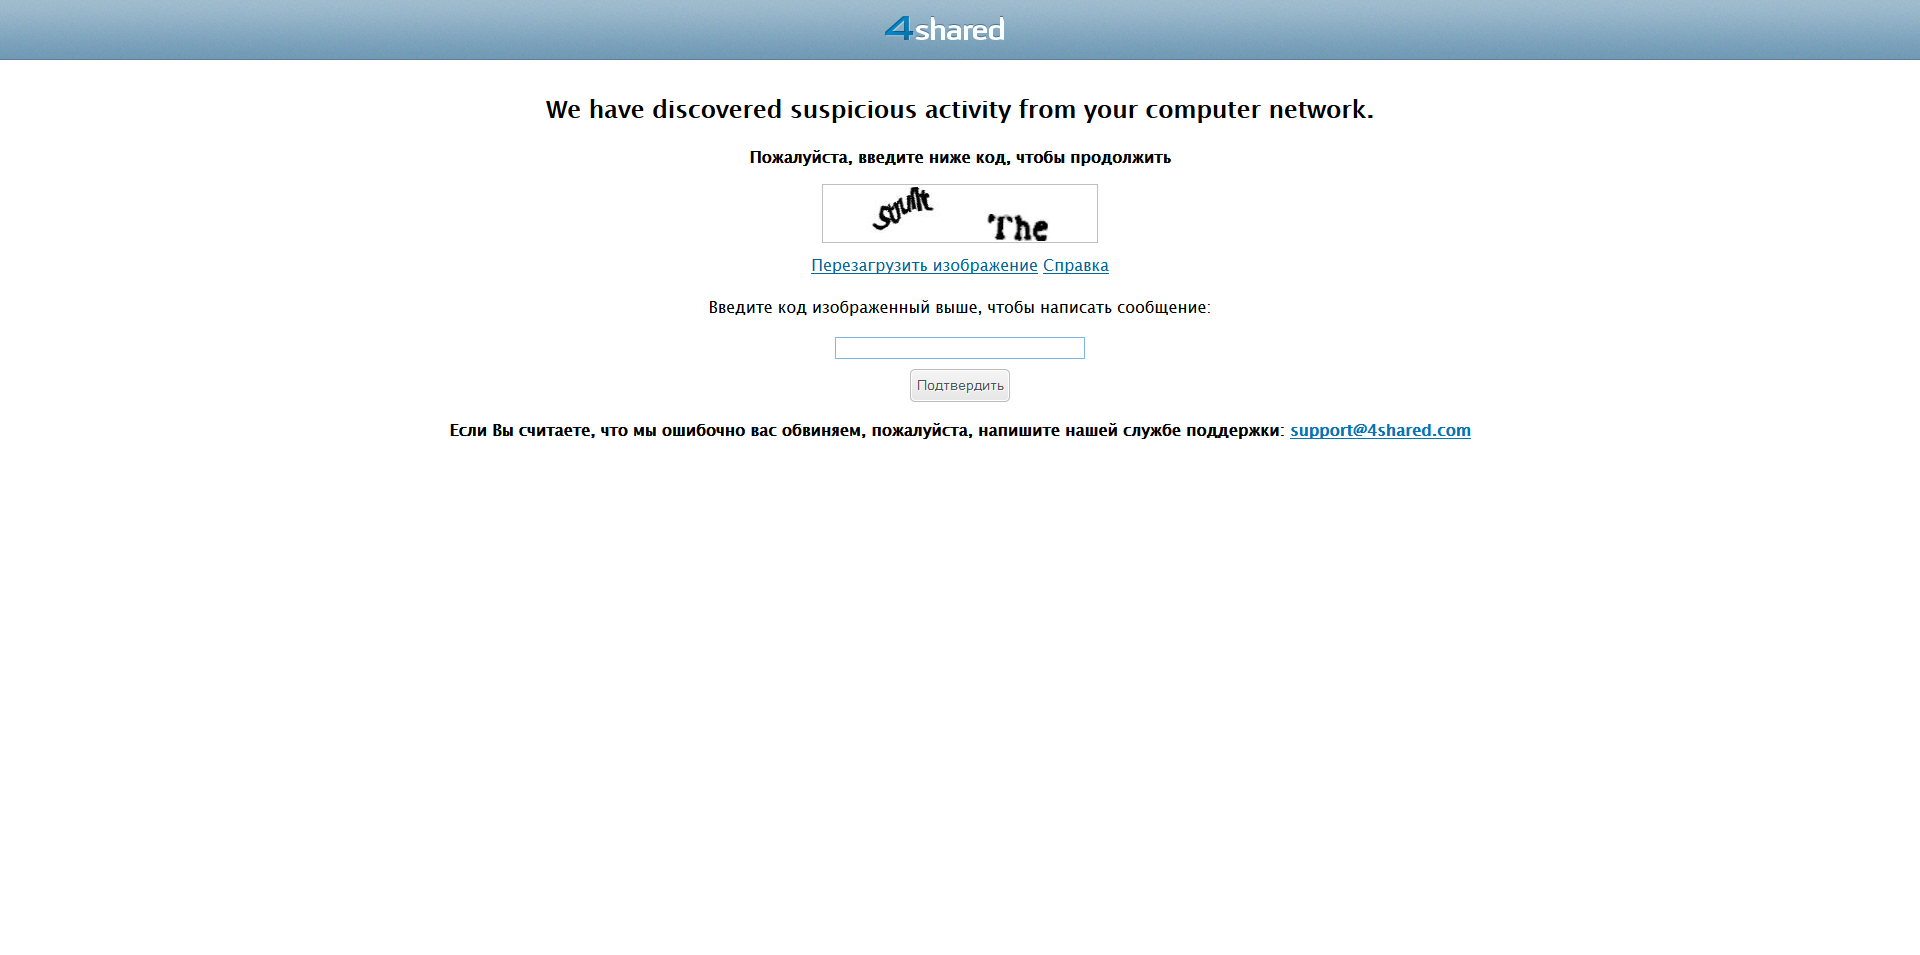 4shared
We have discovered suspicious activity from your computer network.
Пожалуйста, введите ниже код, чтобы продолжить
The
Перезагрузить изображение Справка
Введите код изображенный выше, чтобы написать сообщение:
Подтвердить
Если Вы считаете, что мы ошибочно вас обвиняем, пожалуйста, напишите нашей службе поддержки: support@4shared.com